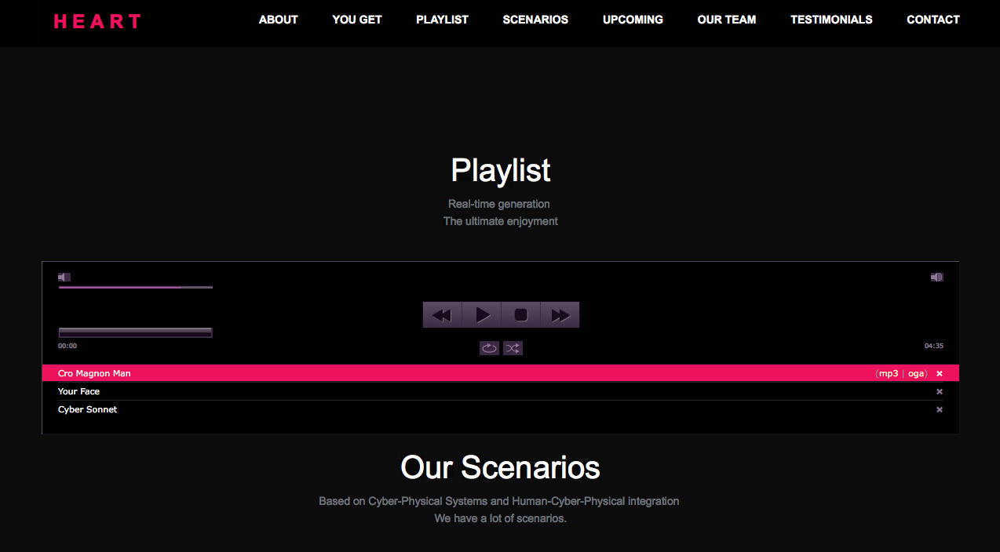 HEART
ABOUT YOU GET PLAYLIST SCENARIOS UPCOMING OUR TEAM TESTIMONIALS CONTACT
Playlist
Real-time generation
The ultimate enjoyment
00:00 04:35
Cro Magnon Man (mp3 | oga) ×
Your Face ×
Cyber Sonnet ×
Our Scenarios
Based on Cyber-Physical Systems and Human-Cyber-Physical integration
We have a lot of scenarios.